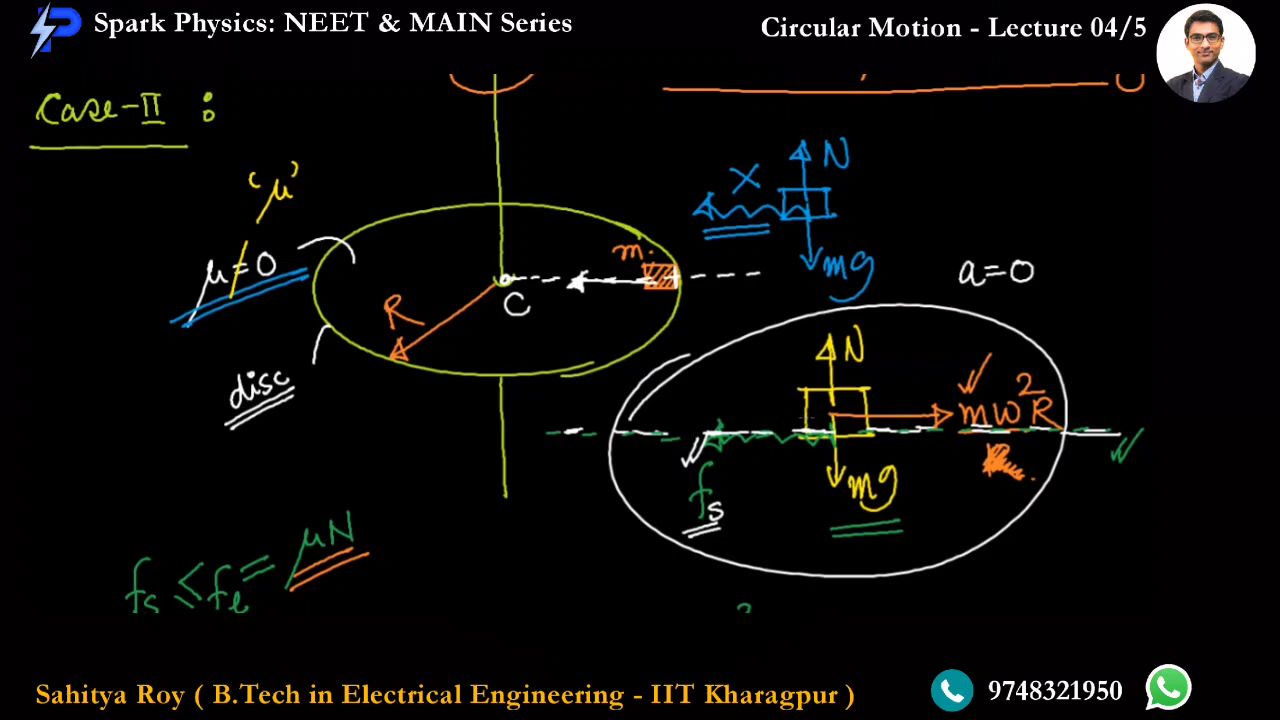 Spark Physics: NEET & MAIN Series
Circular Motion - Lecture 04/5
Case-II :
'μ'
μ=0
disc
R
C
m
N
X
mg
a=0
N
mω²R
mg
fs
fs ≤ fl = μN
Sahitya Roy ( B.Tech in Electrical Engineering - IIT Kharagpur )
9748321950